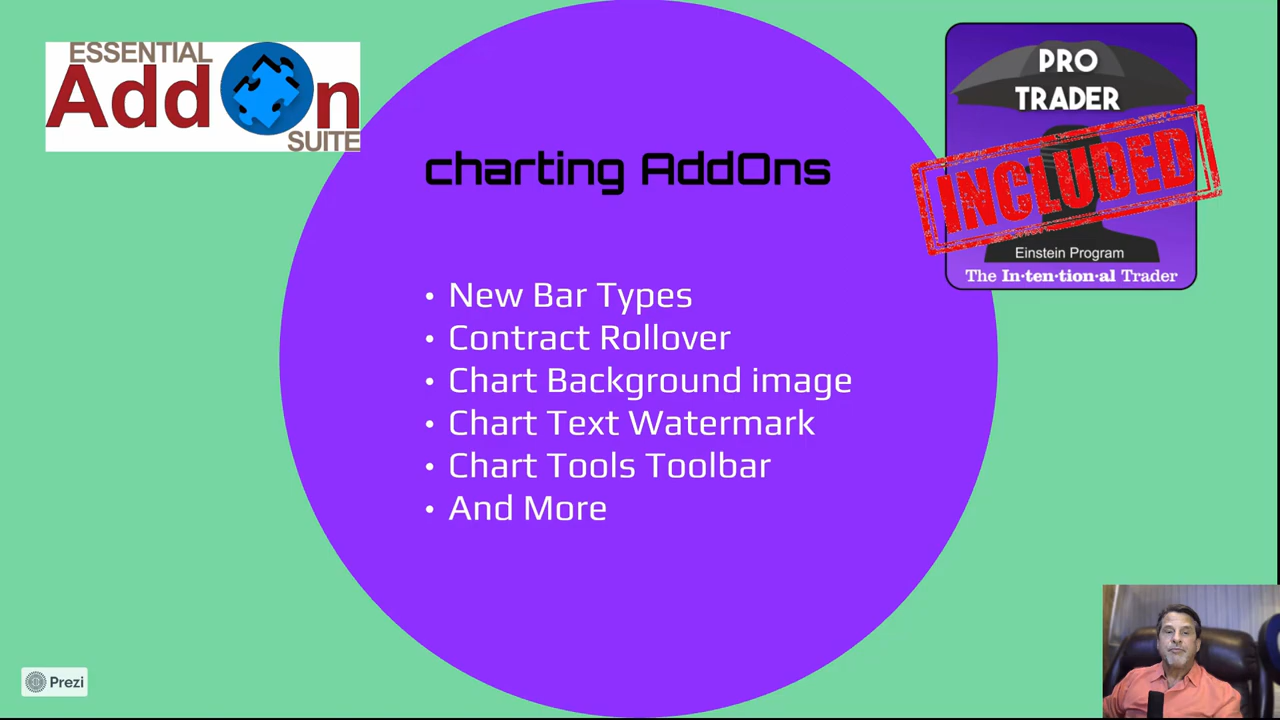 ESSENTIAL
AddOn
SUITE
PRO
TRADER
INCLUDED
Einstein Program
The In·ten·tion·al Trader
charting AddOns
• New Bar Types
• Contract Rollover
• Chart Background image
• Chart Text Watermark
• Chart Tools Toolbar
• And More
Prezi